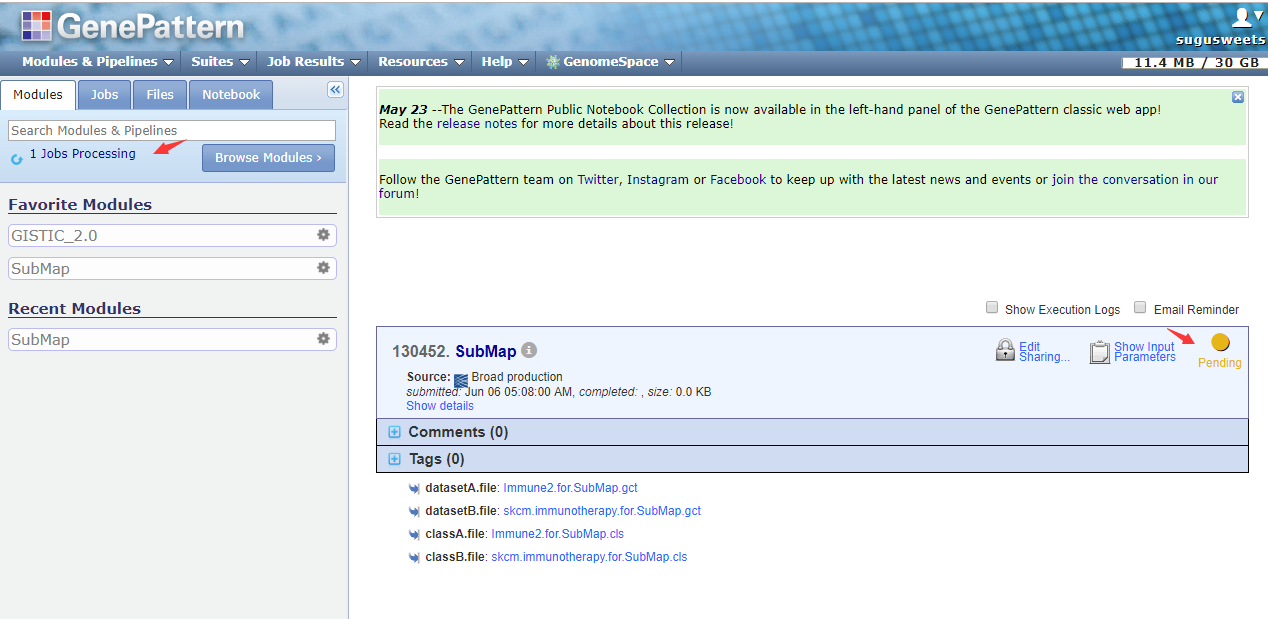 GenePattern
sugusweets
Modules & Pipelines Suites Job Results Resources Help GenomeSpace 11.4 MB / 30 GB
Modules Jobs Files Notebook
Search Modules & Pipelines
1 Jobs Processing
Browse Modules ›
Favorite Modules
GISTIC_2.0
SubMap
Recent Modules
SubMap
May 23 --The GenePattern Public Notebook Collection is now available in the left-hand panel of the GenePattern classic web app!
Read the release notes for more details about this release!
Follow the GenePattern team on Twitter, Instagram or Facebook to keep up with the latest news and events or join the conversation in our
forum!
Show Execution Logs Email Reminder
130452. SubMap
Edit
Sharing...
Show Input
Parameters
Pending
Source: Broad production
submitted: Jun 06 05:08:00 AM, completed: , size: 0.0 KB
Show details
Comments (0)
Tags (0)
datasetA.file: Immune2.for.SubMap.gct
datasetB.file: skcm.immunotherapy.for.SubMap.gct
classA.file: Immune2.for.SubMap.cls
classB.file: skcm.immunotherapy.for.SubMap.cls